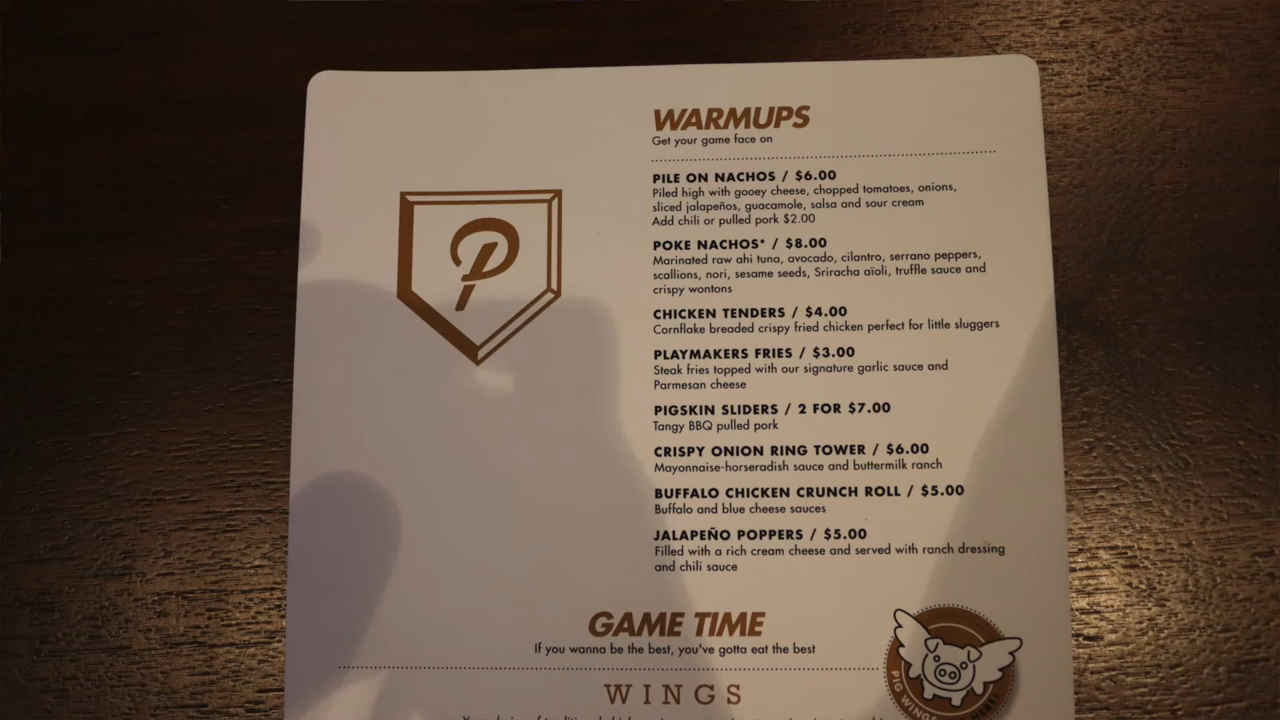 WARMUPS
Get your game face on
PILE ON NACHOS / $6.00
Piled high with gooey cheese, chopped tomatoes, onions,
sliced jalapeños, guacamole, salsa and sour cream
Add chili or pulled pork $2.00
POKE NACHOS* / $8.00
Marinated raw ahi tuna, avocado, cilantro, serrano peppers,
scallions, nori, sesame seeds, Sriracha aïoli, truffle sauce and
crispy wontons
CHICKEN TENDERS / $4.00
Cornflake breaded crispy fried chicken perfect for little sluggers
PLAYMAKERS FRIES / $3.00
Steak fries topped with our signature garlic sauce and
Parmesan cheese
PIGSKIN SLIDERS / 2 FOR $7.00
Tangy BBQ pulled pork
CRISPY ONION RING TOWER / $6.00
Mayonnaise-horseradish sauce and buttermilk ranch
BUFFALO CHICKEN CRUNCH ROLL / $5.00
Buffalo and blue cheese sauces
JALAPEÑO POPPERS / $5.00
Filled with a rich cream cheese and served with ranch dressing
and chili sauce
P
GAME TIME
If you wanna be the best, you've gotta eat the best
WINGS
PIG WINGS